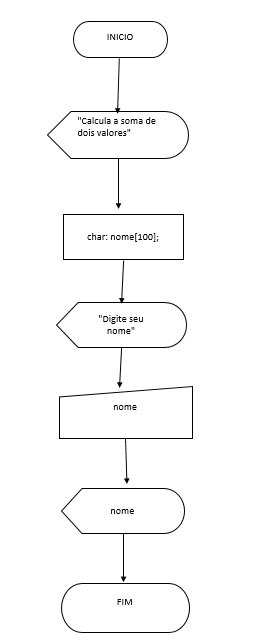 INICIO
"Calcula a soma de
dois valores"
char: nome[100];
"Digite seu
nome"
nome
nome
FIM